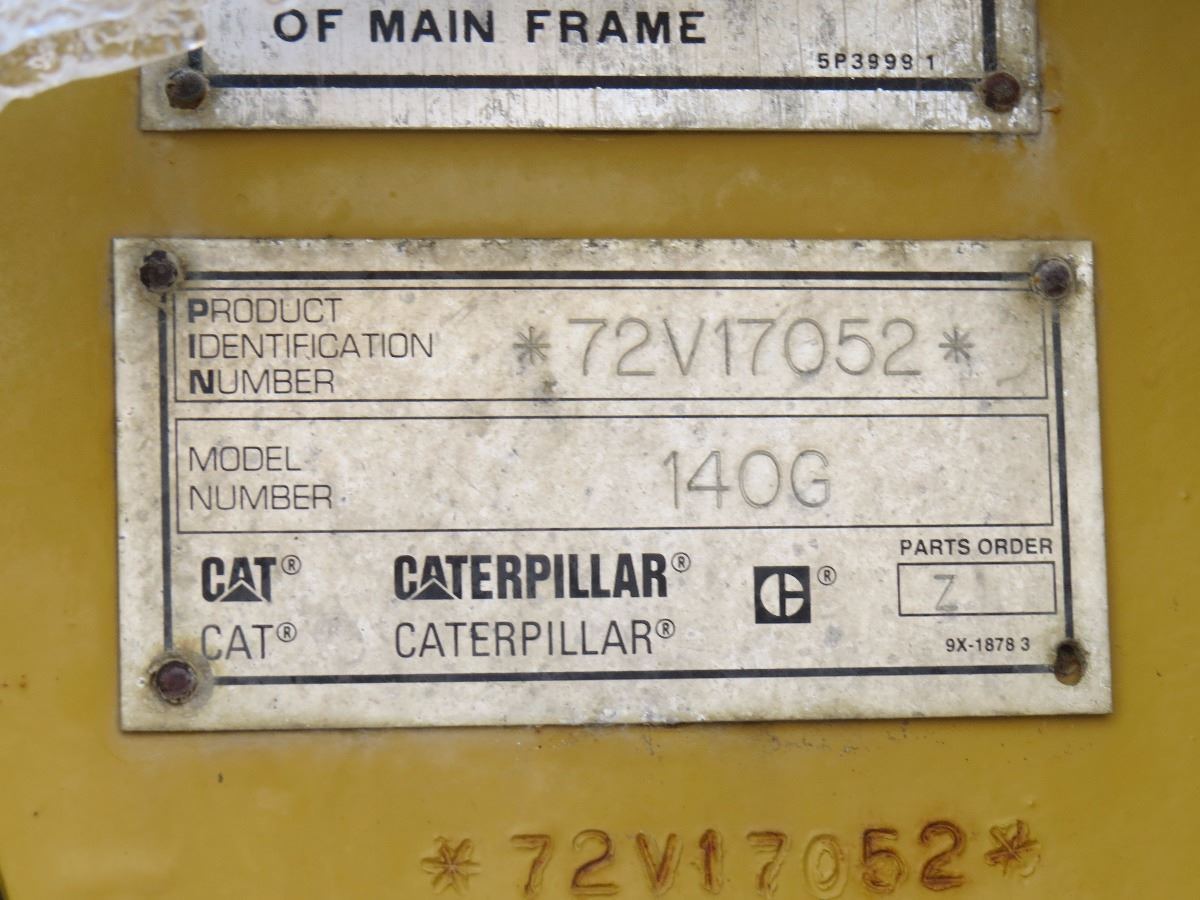 OF MAIN FRAME
5P3999 1
PRODUCT
IDENTIFICATION
NUMBER
*72V17052*
MODEL
NUMBER
140G
CAT® CATERPILLAR® ®
CAT® CATERPILLAR®
PARTS ORDER
Z
9X-1878 3
*72V17052*